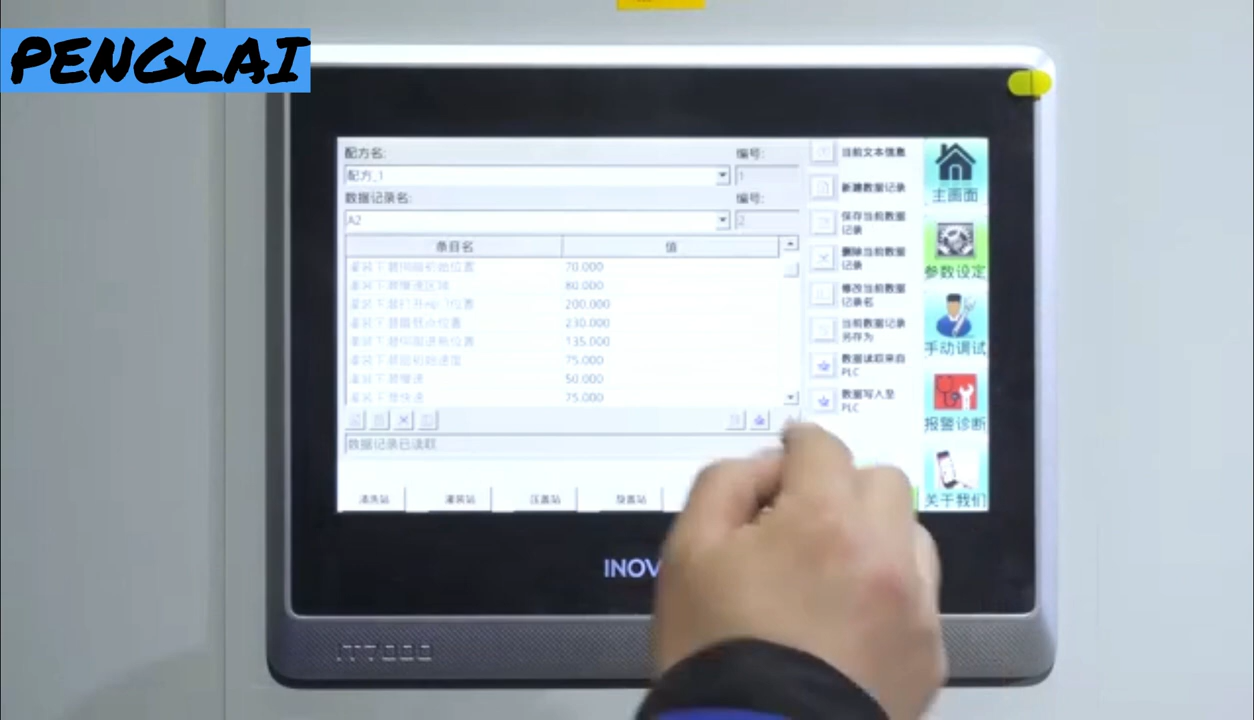 PENGLAI
配方名:
编号:
配方_1
1
数据记录名:
编号:
A2
2
条目名
值
70.000
80.000
200.000
230.000
135.000
75.000
50.000
75.000
数据记录已读取
清洗站
灌装站
压盖站
旋盖站
当前文本信息
新建数据记录
保存当前数据
记录
删除当前数据
记录
修改当前数据
记录名
当前数据记录
另存为
数据读取来自
PLC
数据写入至
PLC
主画面
参数设定
手动调试
报警诊断
关于我们
INOV
IT7000